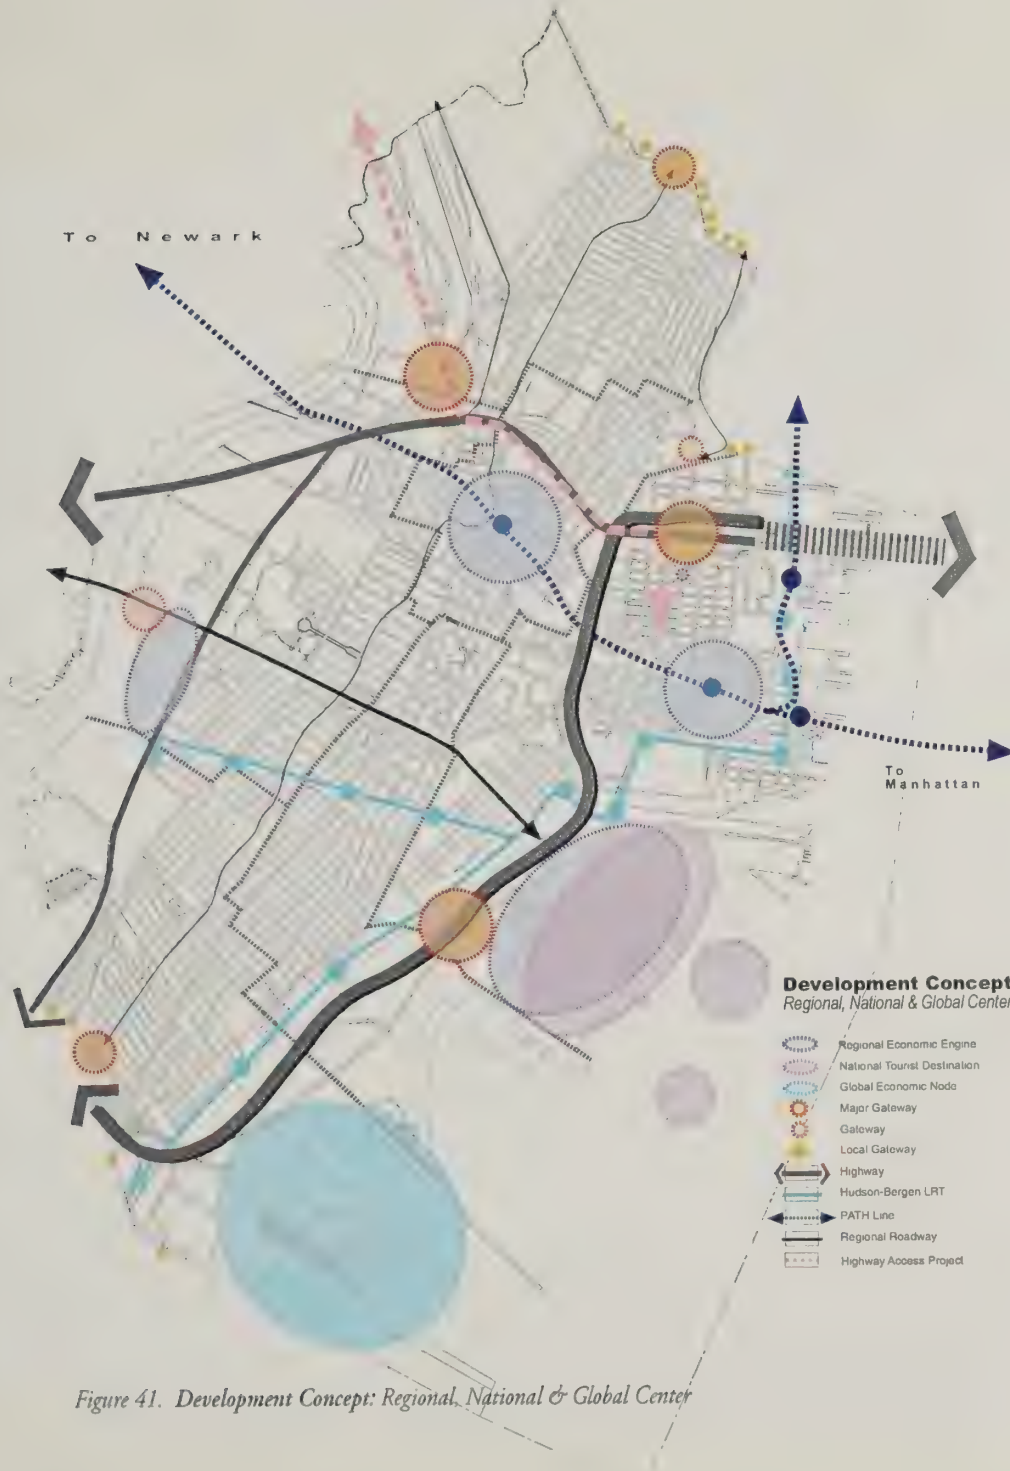 To Newark
To
Manhattan
Development Concept
Regional, National & Global Center
Regional Economic Engine
National Tourist Destination
Global Economic Node
Major Gateway
Gateway
Local Gateway
Highway
Hudson-Bergen LRT
PATH Line
Regional Roadway
Highway Access Project
Figure 41. Development Concept: Regional, National & Global Center